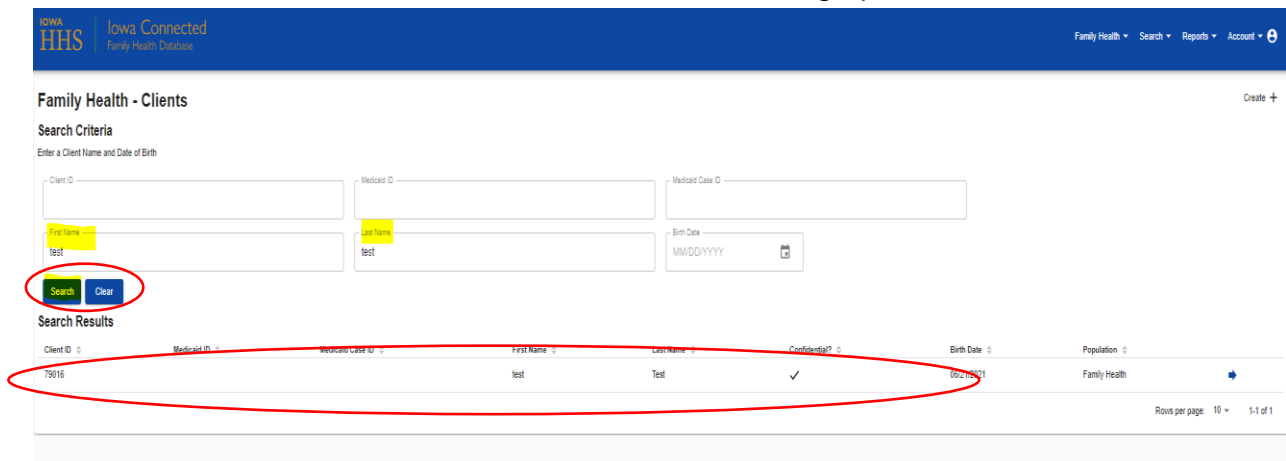 IOWA
HHS
Iowa Connected
Family Health Database
Family Health Search Reports Account
Family Health - Clients
Create +
Search Criteria
Enter a Client Name and Date of Birth
Client ID Medicaid ID Medicaid Case ID
First Name Last Name Birth Date
test test MM/DD/YYYY
Search Clear
Search Results
Client ID Medicaid ID Medicaid Case ID First Name Last Name Confidential? Birth Date Population
79016 test Test ✓ 06/21/2021 Family Health
Rows per page: 10 1-1 of 1